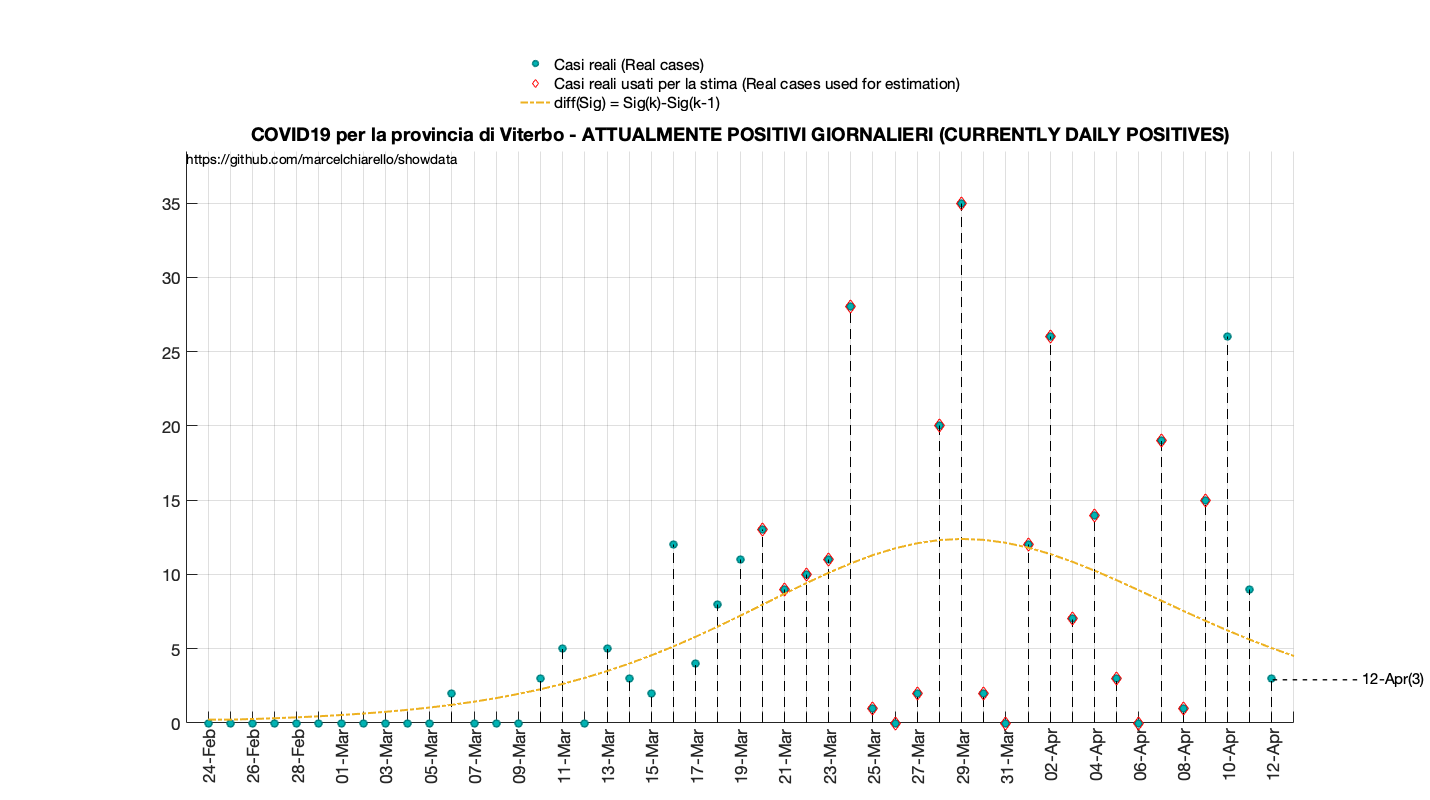 Casi reali (Real cases)
Casi reali usati per la stima (Real cases used for estimation)
diff(Sig) = Sig(k)-Sig(k-1)
COVID19 per la provincia di Viterbo - ATTUALMENTE POSITIVI GIORNALIERI (CURRENTLY DAILY POSITIVES)
https://github.com/marcelchiarello/showdata
35
30
25
20
15
10
5
0
12-Apr(3)
24-Feb
26-Feb
28-Feb
01-Mar
03-Mar
05-Mar
07-Mar
09-Mar
11-Mar
13-Mar
15-Mar
17-Mar
19-Mar
21-Mar
23-Mar
25-Mar
27-Mar
29-Mar
31-Mar
02-Apr
04-Apr
06-Apr
08-Apr
10-Apr
12-Apr